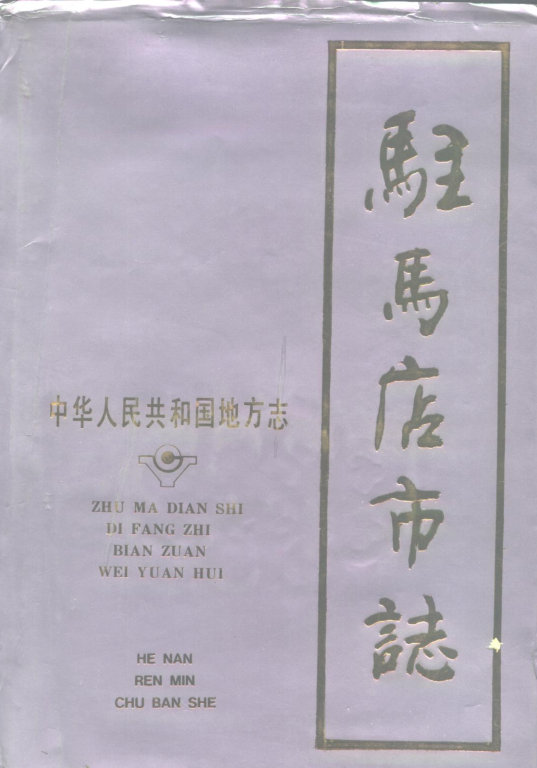 駐馬店市誌
中华人民共和国地方志
ZHU MA DIAN SHI
DI FANG ZHI
BIAN ZUAN
WEI YUAN HUI
HE NAN
REN MIN
CHU BAN SHE